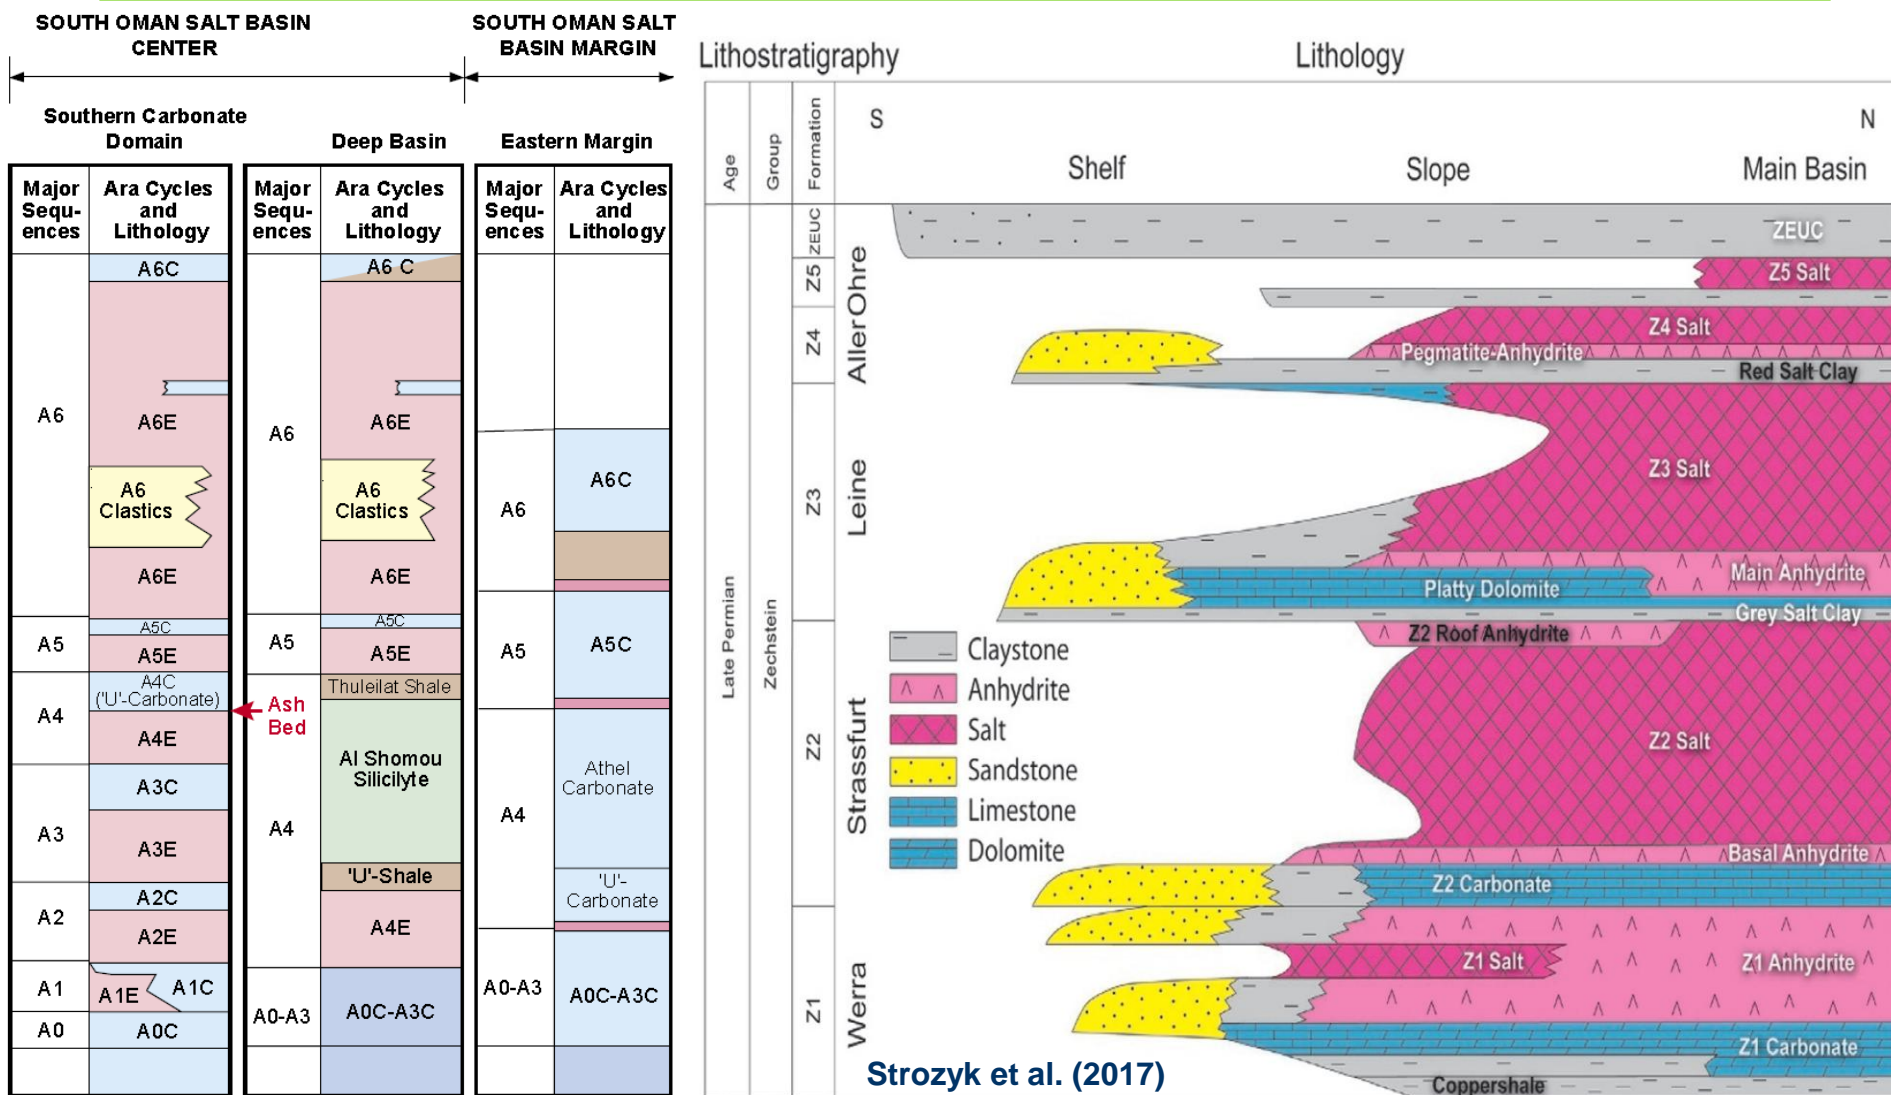 SOUTH OMAN SALT BASIN
CENTER
SOUTH OMAN SALT
BASIN MARGIN
Southern Carbonate
Domain
Deep Basin
Eastern Margin
Major
Sequ-
ences
Ara Cycles
and
Lithology
Major
Sequ-
ences
Ara Cycles
and
Lithology
Major
Sequ-
ences
Ara Cycles
and
Lithology
A6
A5
A4
A3
A2
A1
A0
A6C
A6E
A6
Clastics
A6E
A5C
A5E
A4C
('U'-Carbonate)
A4E
A3C
A3E
A2C
A2E
A1E
A1C
A0C
A6
A5
Ash
Bed
A4
A0-A3
A6 C
A6E
A6
Clastics
A6E
A5C
A5E
Thuleilat Shale
Al Shomou
Silicilyte
'U'-Shale
A4E
A0C-A3C
A6
A5
A4
A0-A3
A6C
A5C
Athel
Carbonate
'U'-
Carbonate
A0C-A3C
Lithostratigraphy
Lithology
Age
Group
Formation
S
N
Shelf
Slope
Main Basin
Late Permian
Zechstein
ZEUC
Z5
Z4
Z3
Z2
Z1
Ohre
Aller
Leine
Strassfurt
Werra
ZEUC
Z5 Salt
Z4 Salt
Pegmatite-Anhydrite
Red Salt Clay
Z3 Salt
Main Anhydrite
Platty Dolomite
Grey Salt Clay
Z2 Roof Anhydrite
Z2 Salt
Basal Anhydrite
Z2 Carbonate
Z1 Salt
Z1 Anhydrite
Z1 Carbonate
Coppershale
Claystone
Anhydrite
Salt
Sandstone
Limestone
Dolomite
Strozyk et al. (2017)